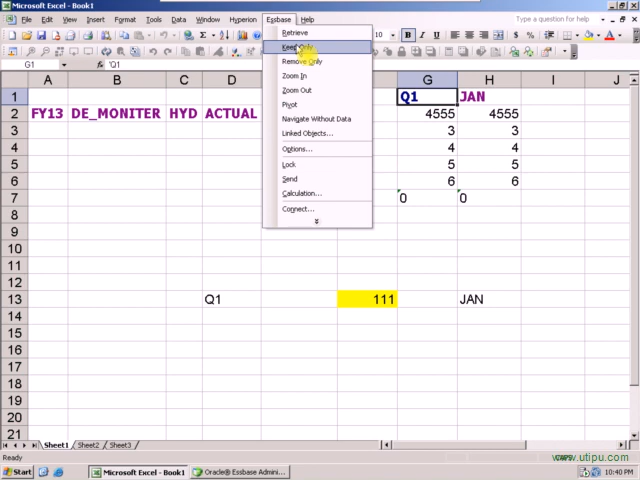 Microsoft Excel - Book1
File Edit View Insert Format Tools Data Window Hyperion Essbase Help
Type a question for help
10 B I U
G1 fx 'Q1
Retrieve
Keep Only
Remove Only
Zoom In
Zoom Out
Pivot
Navigate Without Data
Linked Objects...
Options...
Lock
Send
Calculation...
Connect...
A B C D G H I J
1 Q1 JAN
2 FY13 DE_MONITER HYD ACTUAL 4555 4555
3 3 3
4 4 4
5 5 5
6 6 6
7 0 0
8
9
10
11
12
13 Q1 111 JAN
14
15
16
17
18
19
20
21
Sheet1 Sheet2 Sheet3
Ready
www.utipu.com
Start Microsoft Excel - Book1 Oracle® Essbase Admini... 10:40 PM